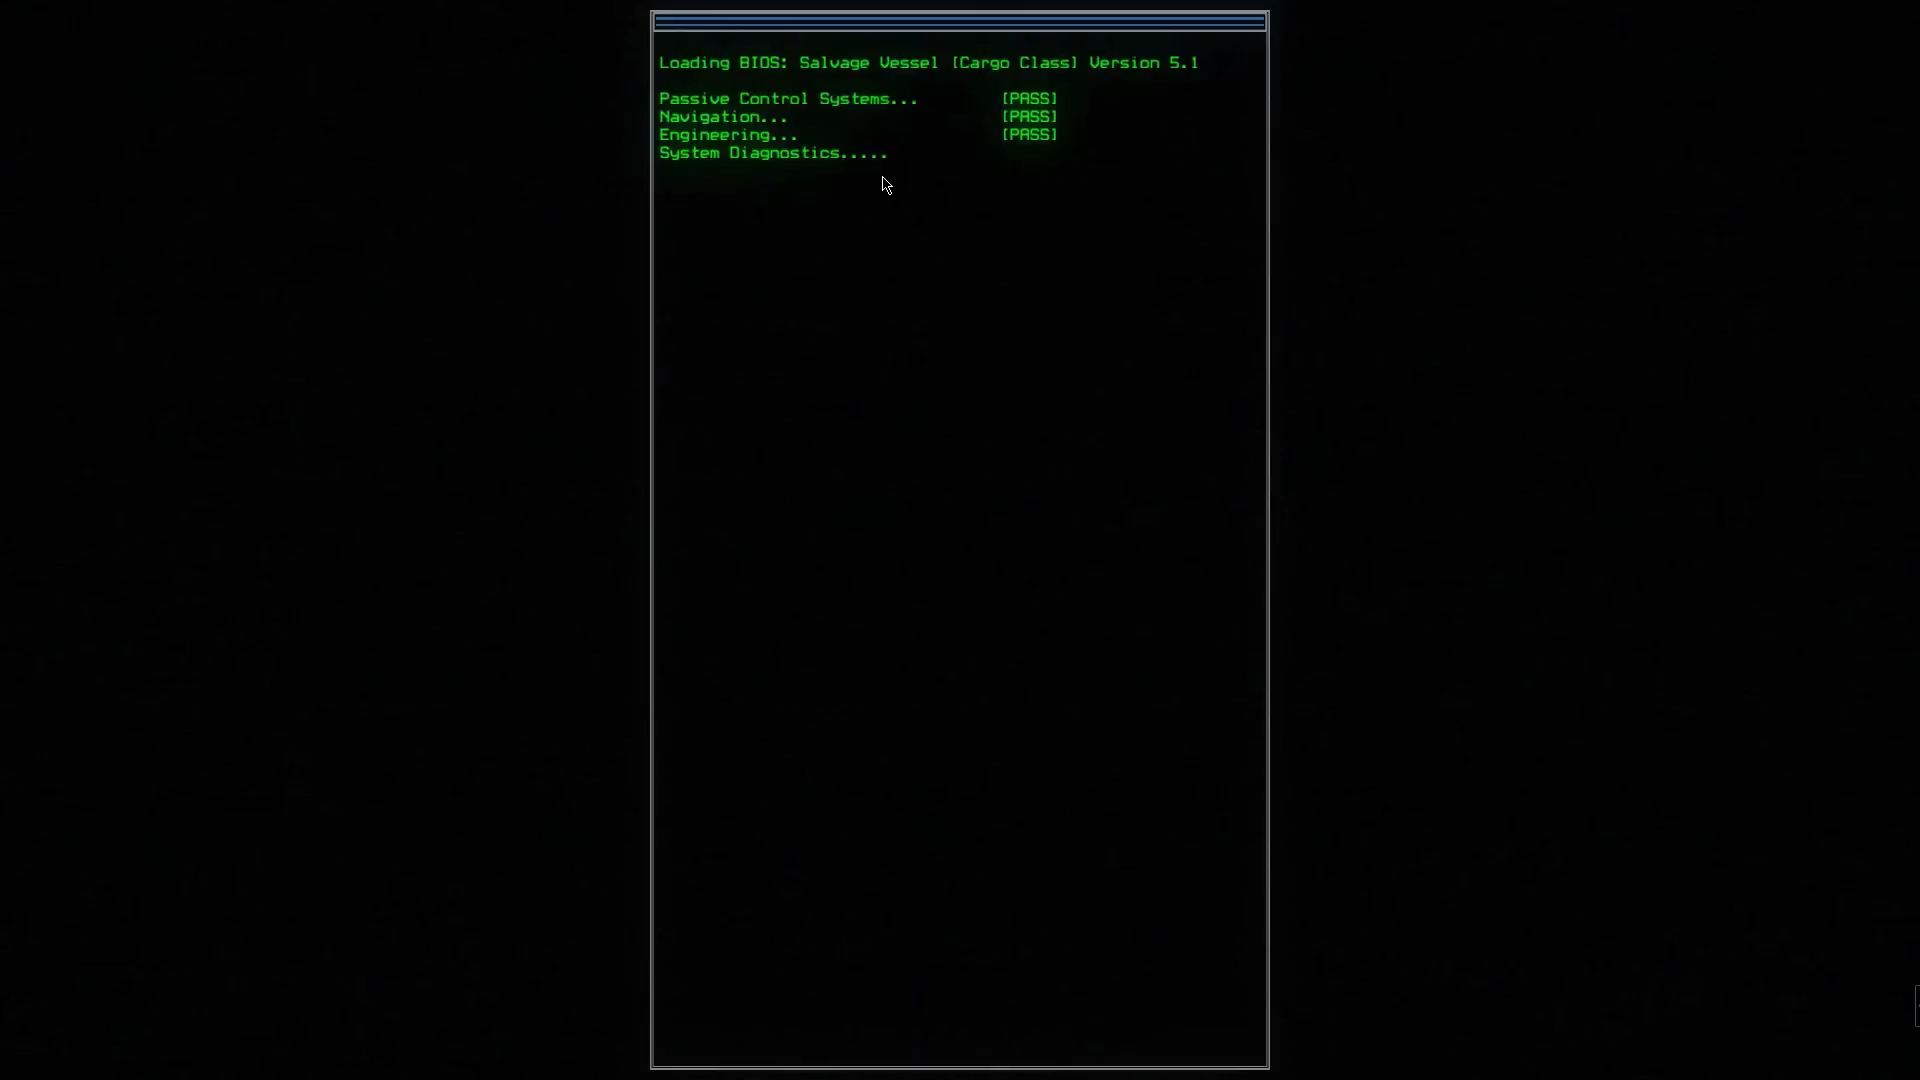 Loading BIOS: Salvage Vessel [Cargo Class] Version 5.1
Passive Control Systems... [PASS]
Navigation... [PASS]
Engineering... [PASS]
System Diagnostics.....